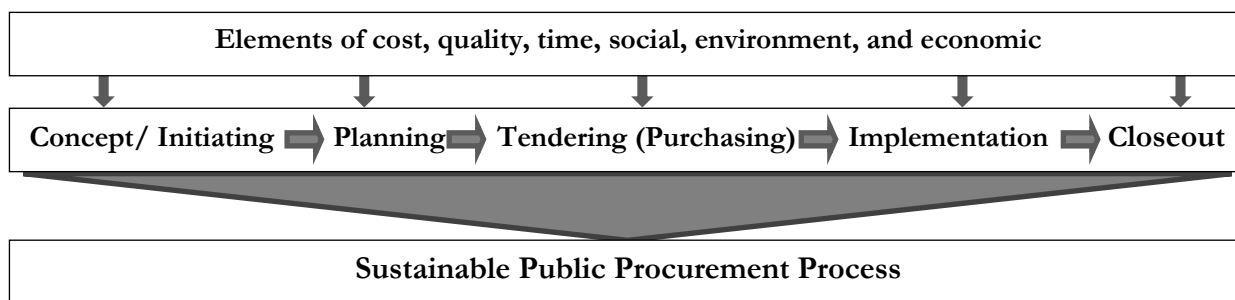 Elements of cost, quality, time, social, environment, and economic
Concept/ Initiating Planning Tendering (Purchasing) Implementation Closeout
Sustainable Public Procurement Process